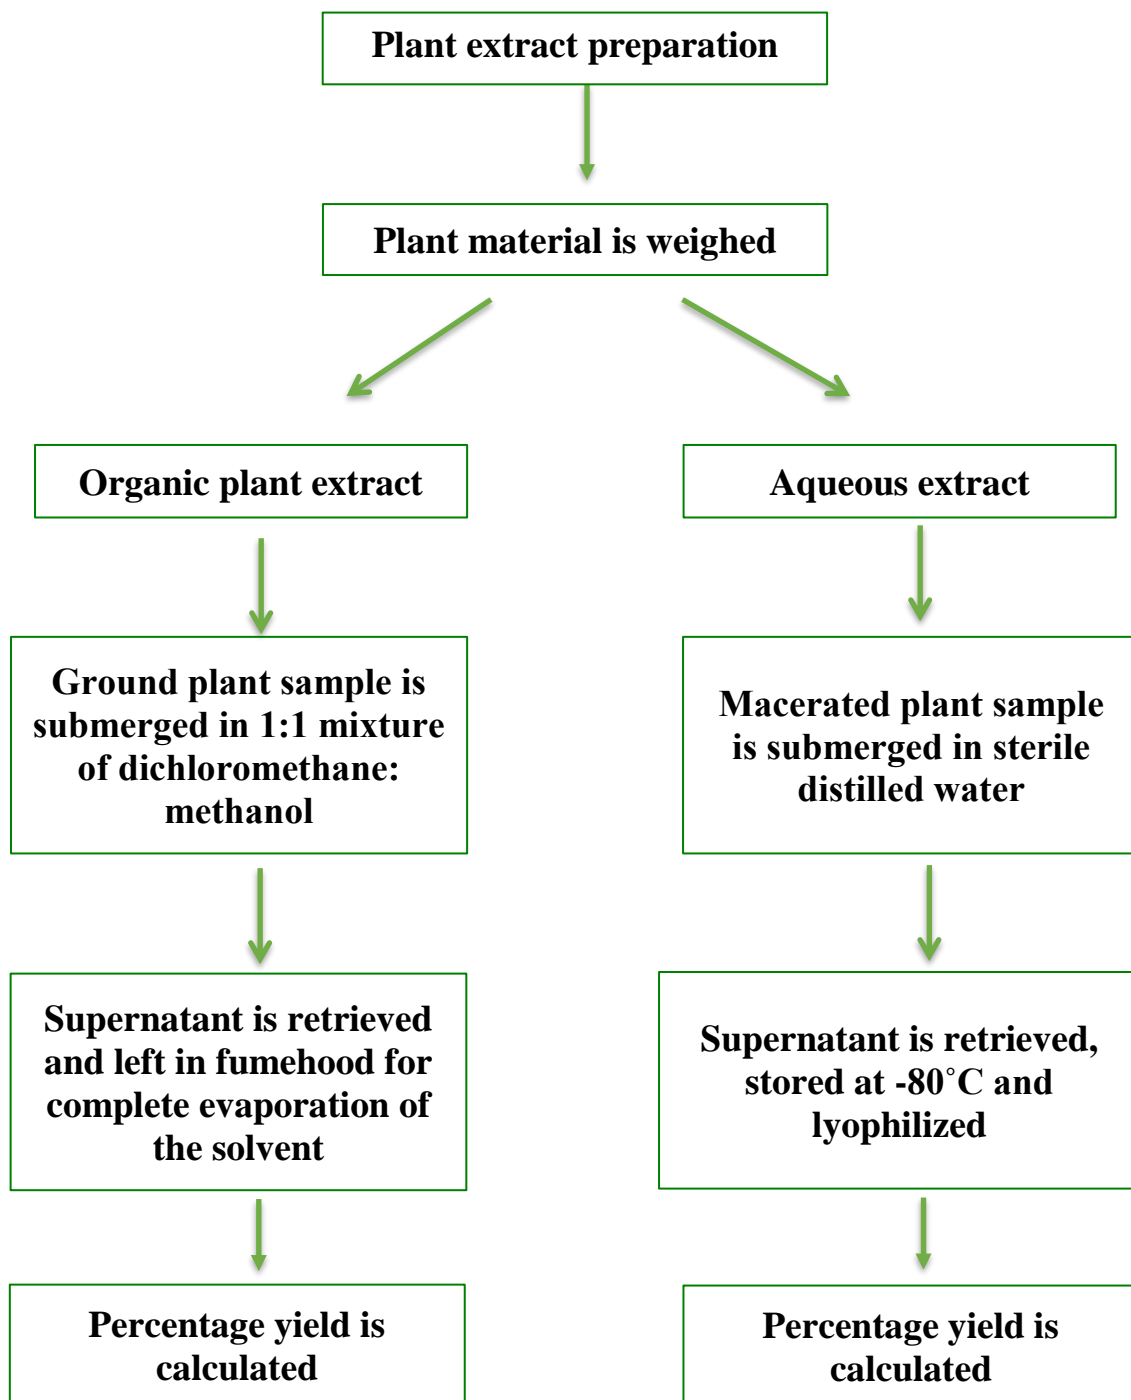 Plant extract preparation
Plant material is weighed
Organic plant extract
Aqueous extract
Ground plant sample is
submerged in 1:1 mixture
of dichloromethane:
methanol
Macerated plant sample
is submerged in sterile
distilled water
Supernatant is retrieved
and left in fumehood for
complete evaporation of
the solvent
Supernatant is retrieved,
stored at -80˚C and
lyophilized
Percentage yield is
calculated
Percentage yield is
calculated